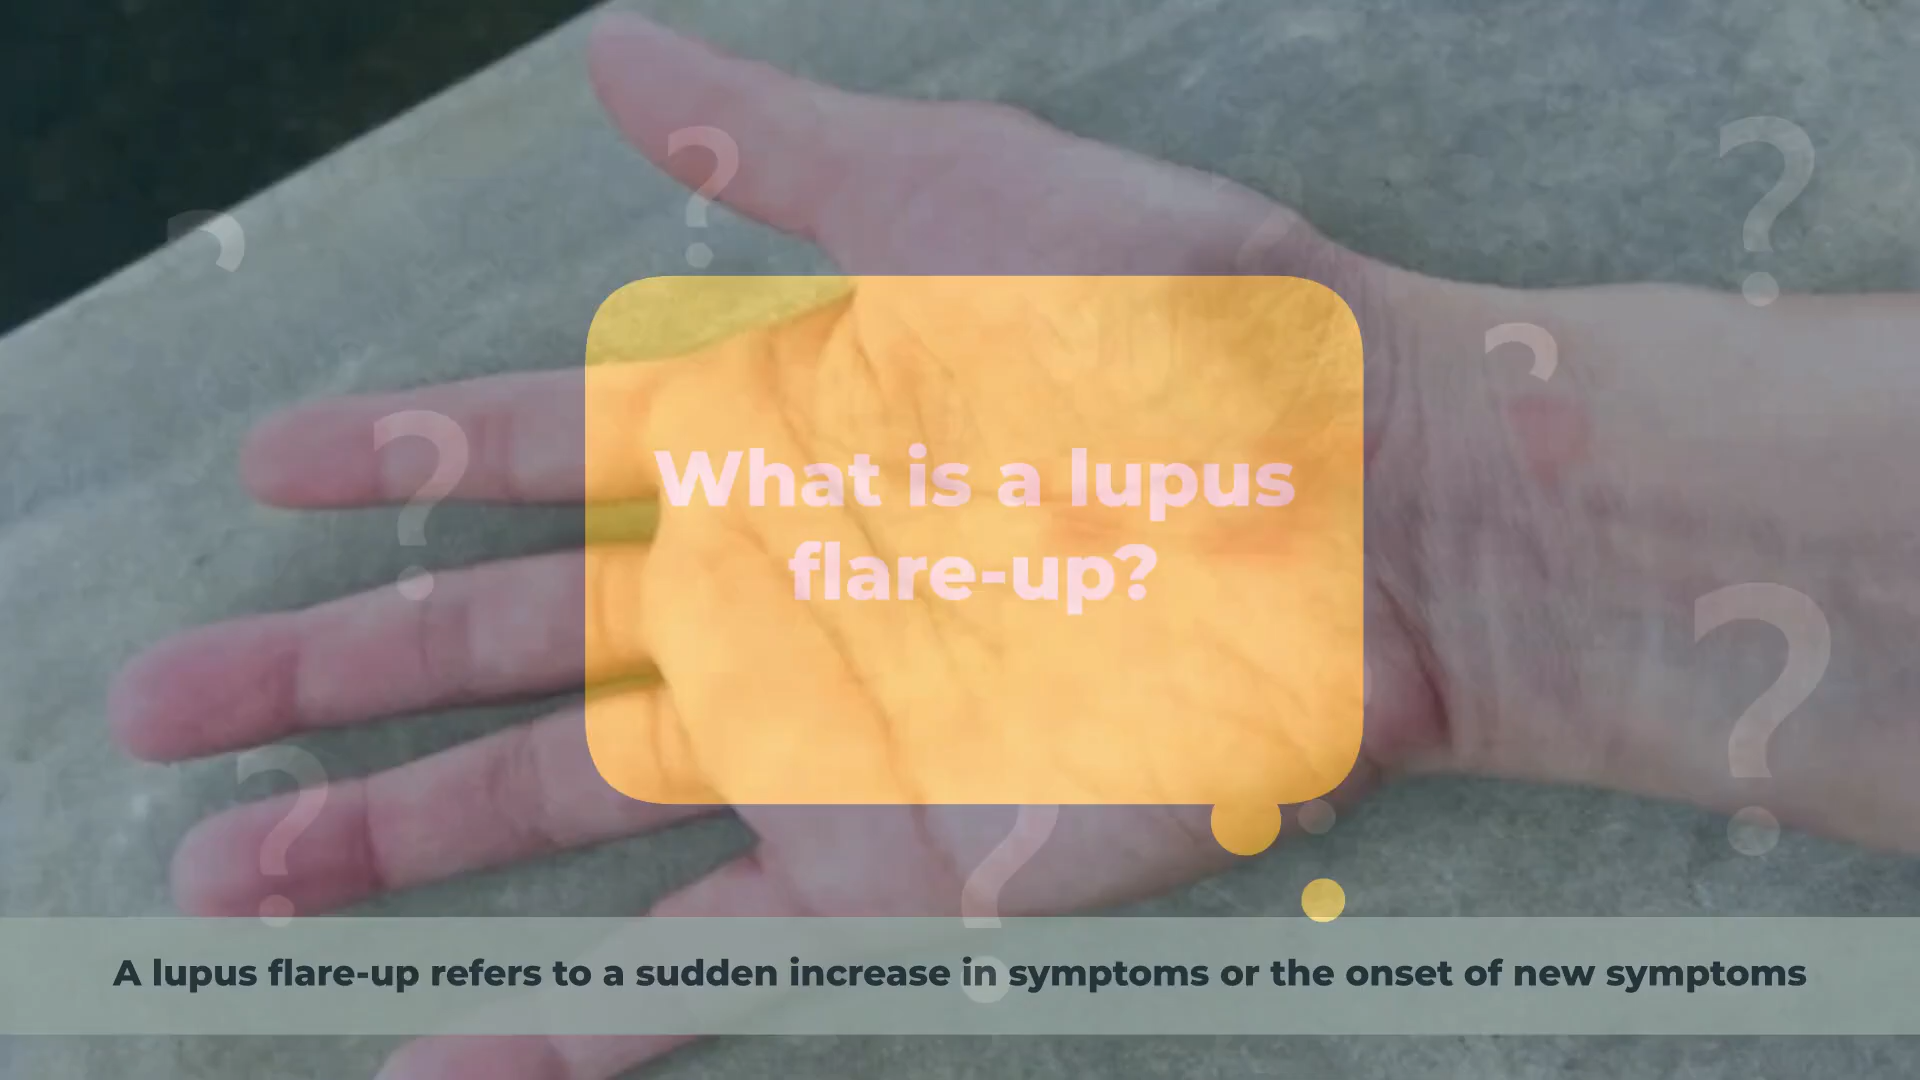 What is a lupus
flare-up?
A lupus flare-up refers to a sudden increase in symptoms or the onset of new symptoms